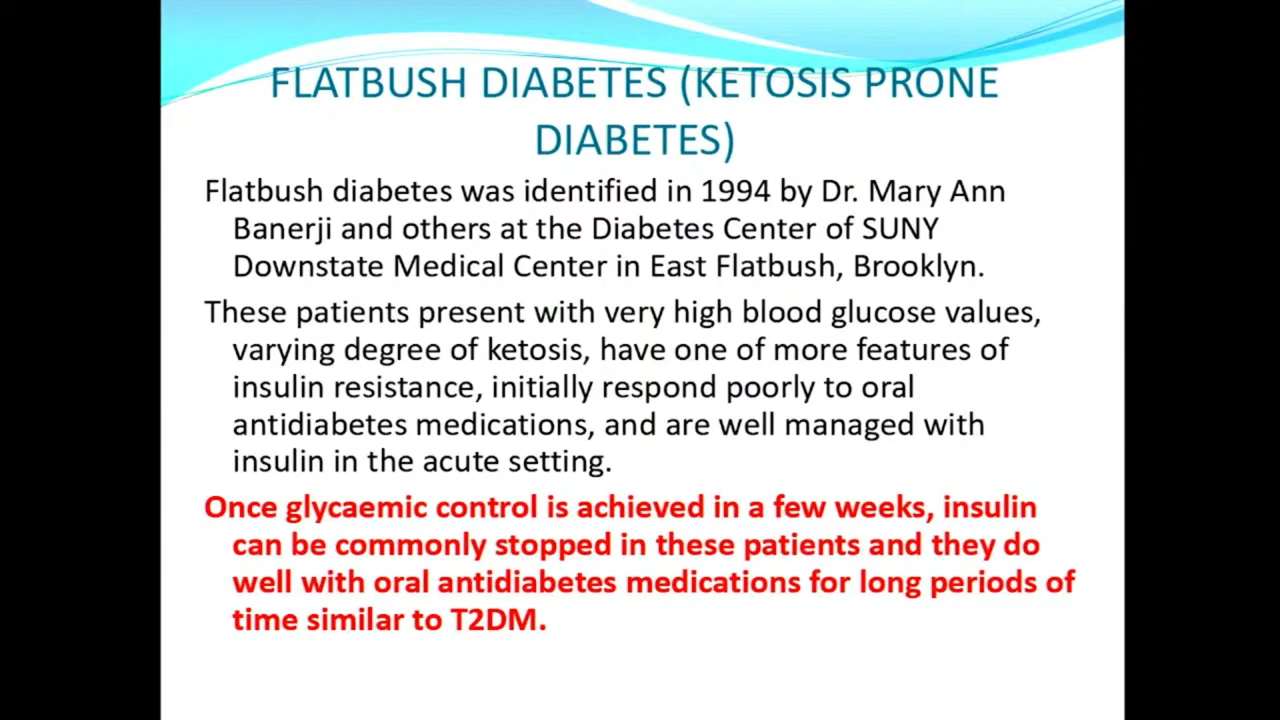 FLATBUSH DIABETES (KETOSIS PRONE
DIABETES)
Flatbush diabetes was identified in 1994 by Dr. Mary Ann
Banerji and others at the Diabetes Center of SUNY
Downstate Medical Center in East Flatbush, Brooklyn.
These patients present with very high blood glucose values,
varying degree of ketosis, have one of more features of
insulin resistance, initially respond poorly to oral
antidiabetes medications, and are well managed with
insulin in the acute setting.
Once glycaemic control is achieved in a few weeks, insulin
can be commonly stopped in these patients and they do
well with oral antidiabetes medications for long periods of
time similar to T2DM.